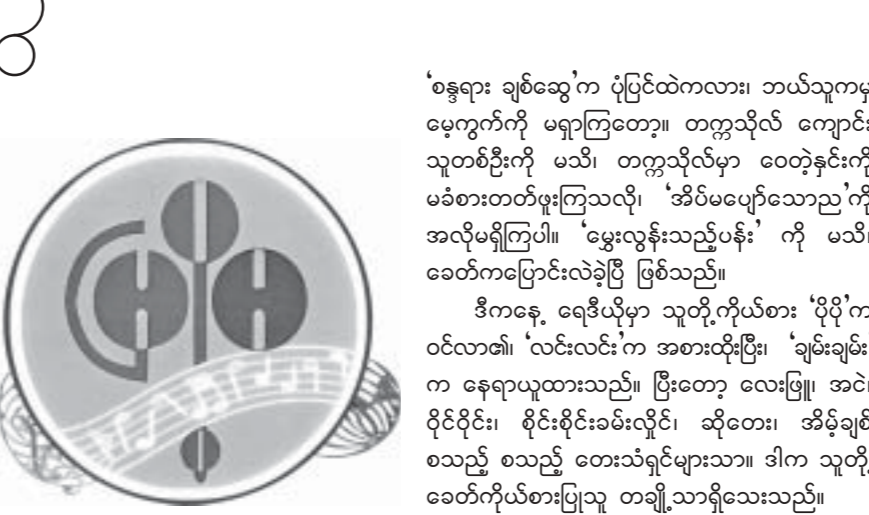 ‘စန္ဒရား ချစ်ဆွေ’က ပုံပြင်ထဲကလား၊ ဘယ်သူကမှ
မေ့ကွက်ကို မရှာကြတော့။ တက္ကသိုလ် ကျောင်း
သူတစ်ဦးကို မသိ၊ တက္ကသိုလ်မှာ ဝေတဲ့နှင်းကို
မခံစားတတ်ဖူးကြသလို၊ ‘အိပ်မပျော်သောည’ကို
အလိုမရှိကြပါ။ ‘မွှေးလွန်းသည့်ပန်း’ ကို မသိ၊
ခေတ်ကပြောင်းလဲခဲ့ပြီ ဖြစ်သည်။
ဒီကနေ့ ရေဒီယိုမှာ သူတို့ကိုယ်စား ‘ပိုပို’က
ဝင်လာ၏၊ ‘လင်းလင်း’က အစားထိုးပြီး၊ ‘ချမ်းချမ်း’
က နေရာယူထားသည်။ ပြီးတော့ လေးဖြူ၊ အငဲ၊
ဝိုင်ဝိုင်း၊ စိုင်းစိုင်းခမ်းလှိုင်၊ ဆိုတေး၊ အိမ့်ချစ်
စသည့် စသည့် တေးသံရှင်များသာ။ ဒါက သူတို့
ခေတ်ကိုယ်စားပြုသူ တချို့သာရှိသေးသည်။